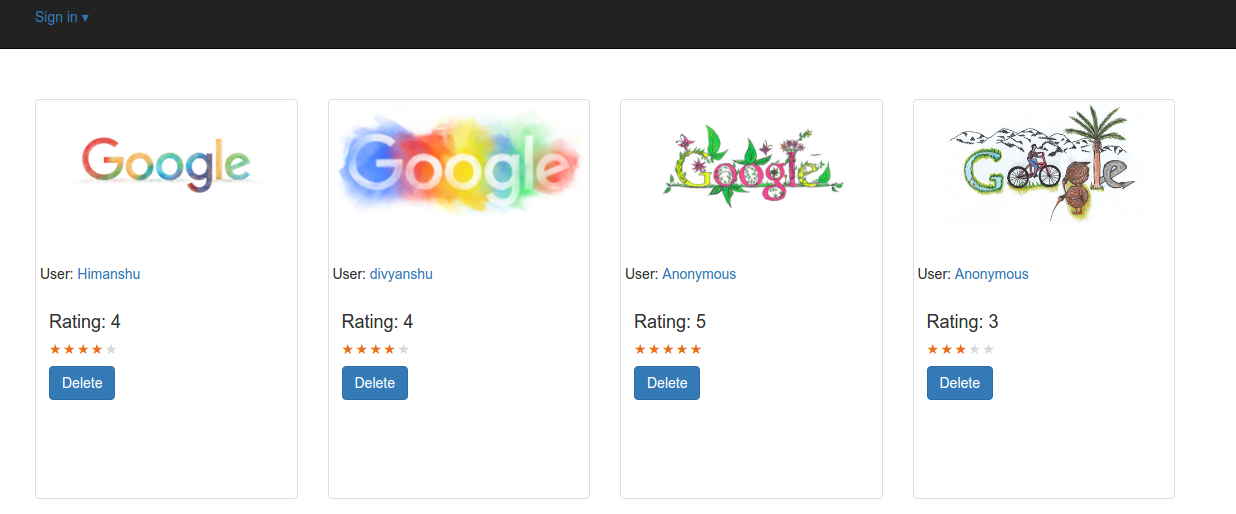 Sign in ▾
Google
User: Himanshu
Rating: 4
★★★★★
Delete
Google
User: divyanshu
Rating: 4
★★★★★
Delete
Google
User: Anonymous
Rating: 5
★★★★★
Delete
Google
User: Anonymous
Rating: 3
★★★★★
Delete